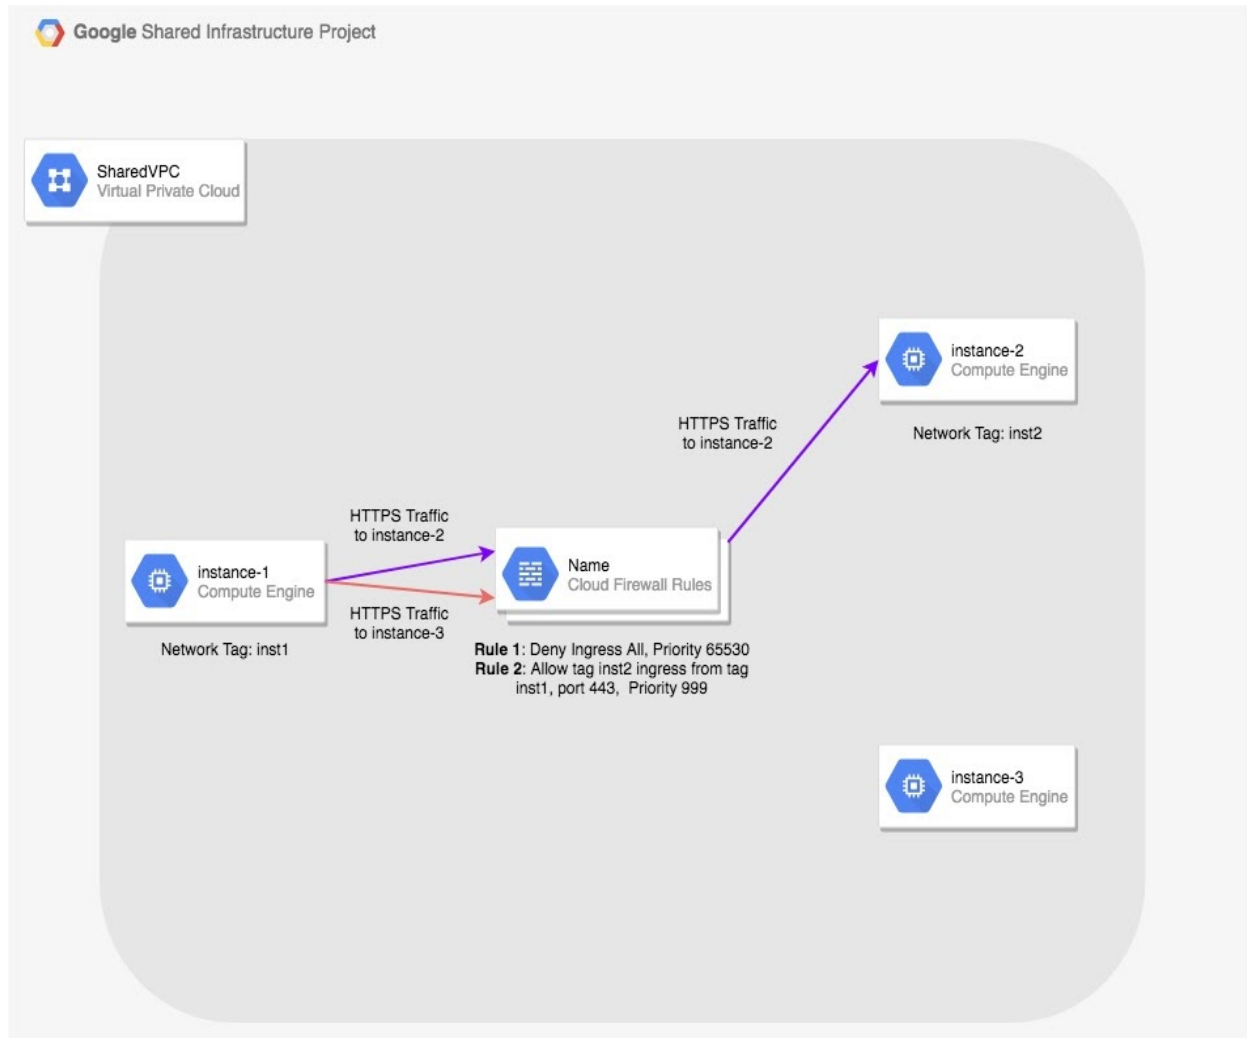 Google Shared Infrastructure Project
SharedVPC
Virtual Private Cloud
instance-2
Compute Engine
Network Tag: inst2
HTTPS Traffic
to instance-2
HTTPS Traffic
to instance-2
instance-1
Compute Engine
Network Tag: inst1
HTTPS Traffic
to instance-3
Name
Cloud Firewall Rules
Rule 1: Deny Ingress All, Priority 65530
Rule 2: Allow tag inst2 ingress from tag
inst1, port 443,  Priority 999
instance-3
Compute Engine